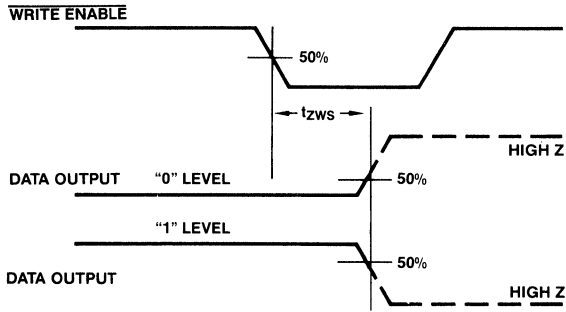 WRITE ENABLE
50%
tZWS
HIGH Z
DATA OUTPUT "0" LEVEL
50%
"1" LEVEL
50%
DATA OUTPUT
HIGH Z